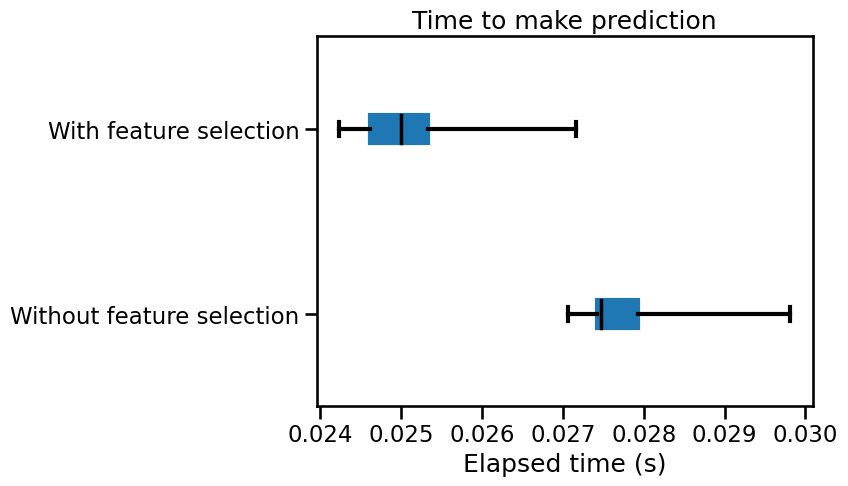 Time to make prediction
With feature selection
Without feature selection
0.024 0.025 0.026 0.027 0.028 0.029 0.030
Elapsed time (s)